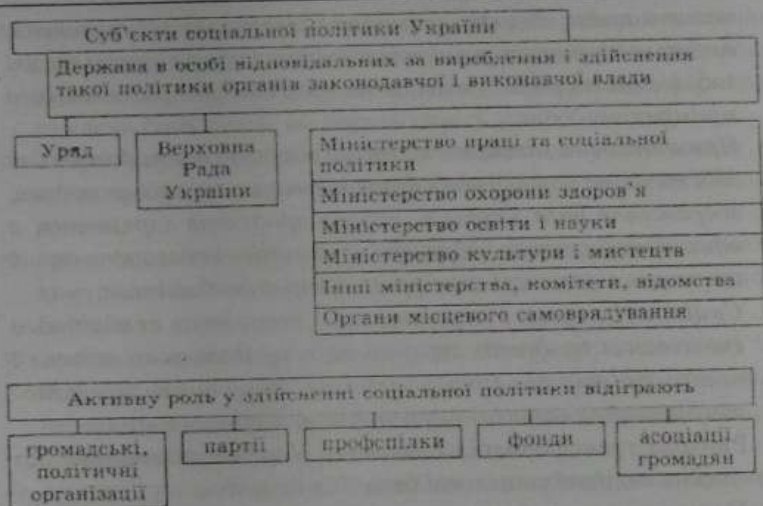 Суб'єкти соціальної політики України
Держава в особі відповідальних за вироблення і здійснення
такої політики органів законодавчої і виконавчої влади
Уряд
Верховна
Рада
України
Міністерство праці та соціальної
політики
Міністерство охорони здоров'я
Міністерство освіти і науки
Міністерство культури і мистецтв
Інші міністерства, комітети, відомства
Органи місцевого самоврядування
Активну роль у здійсненні соціальної політики відіграють
громадські,
політичні
організації
партії
профспілки
фонди
асоціації
громадян